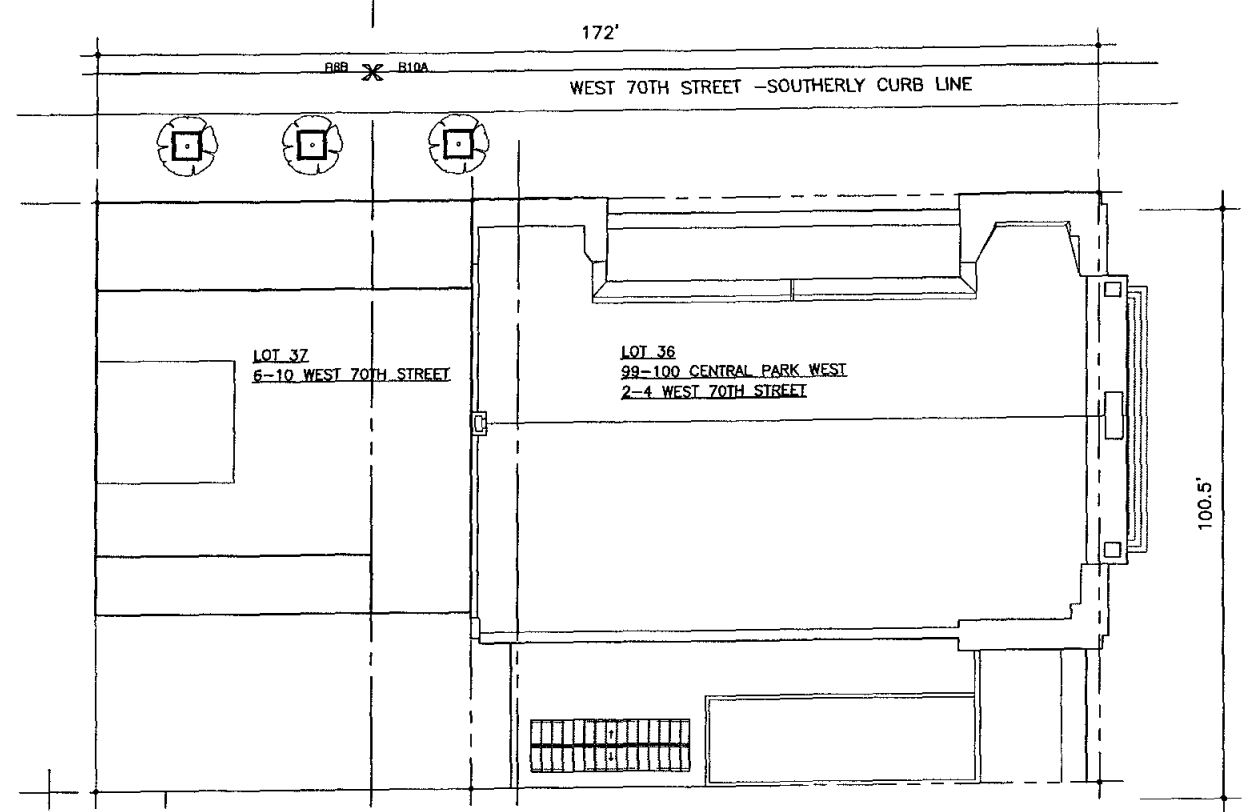 172'
R8B B10A
WEST 70TH STREET -SOUTHERLY CURB LINE
LOT 37
6-10 WEST 70TH STREET
LOT 36
99-100 CENTRAL PARK WEST
2-4 WEST 70TH STREET
100.5'